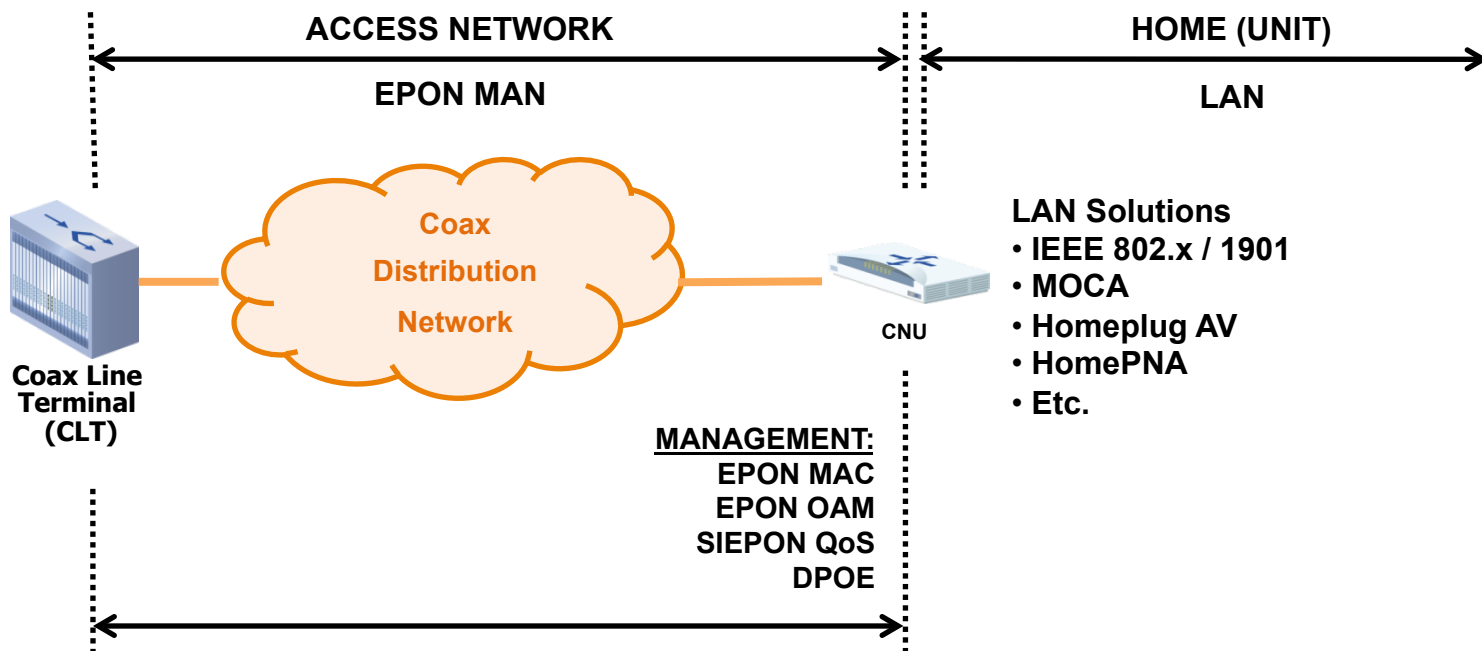 ACCESS NETWORK
HOME (UNIT)
EPON MAN
LAN
Coax
Distribution
Network
Coax Line
Terminal
(CLT)
CNU
LAN Solutions
• IEEE 802.x / 1901
• MOCA
• Homeplug AV
• HomePNA
• Etc.
MANAGEMENT:
EPON MAC
EPON OAM
SIEPON QoS
DPOE